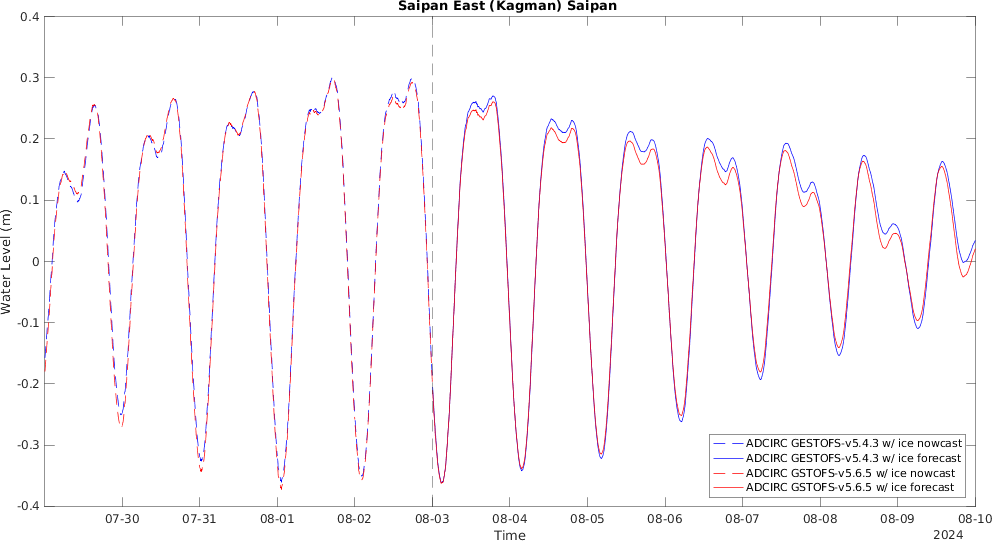 Saipan East (Kagman) Saipan
0.4
0.3
0.2
0.1
0
-0.1
-0.2
-0.3
-0.4
Water Level (m)
07-30 07-31 08-01 08-02 08-03 08-04 08-05 08-06 08-07 08-08 08-09 08-10
Time
2024
ADCIRC GESTOFS-v5.4.3 w/ ice nowcast
ADCIRC GESTOFS-v5.4.3 w/ ice forecast
ADCIRC GSTOFS-v5.6.5 w/ ice nowcast
ADCIRC GSTOFS-v5.6.5 w/ ice forecast